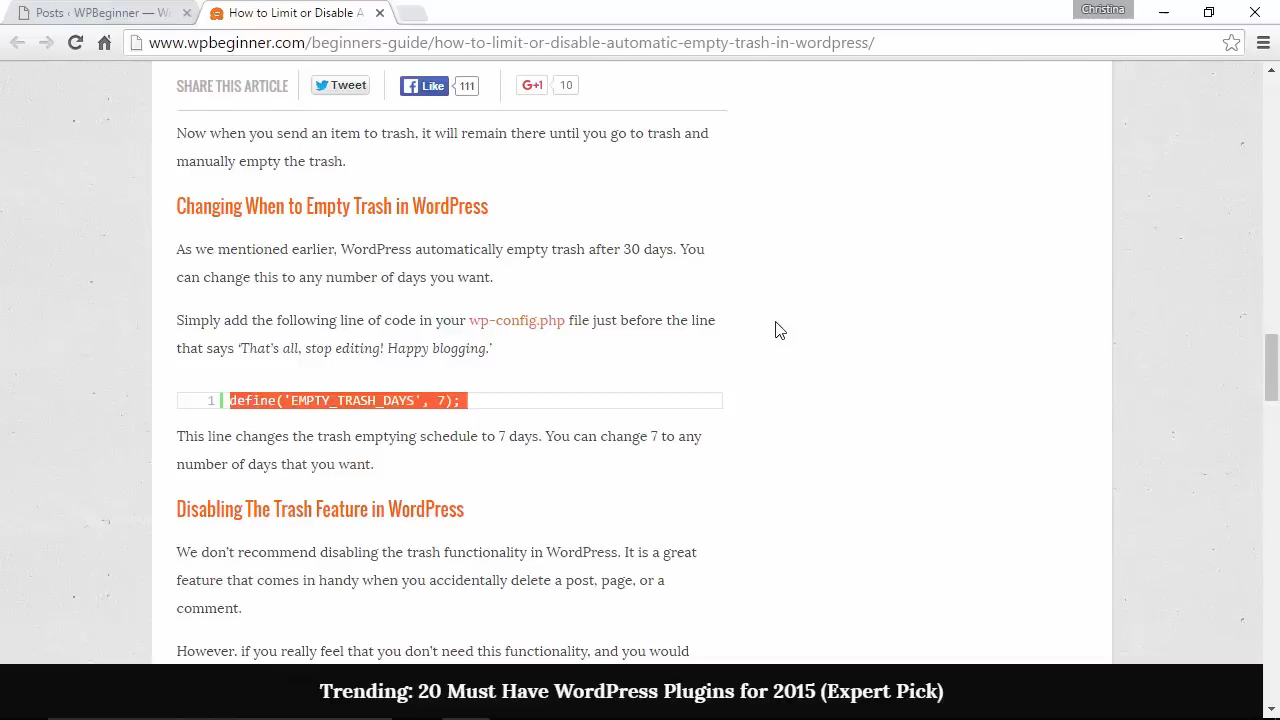 Posts ‹ WPBeginner — W
How to Limit or Disable A
Christina
www.wpbeginner.com/beginners-guide/how-to-limit-or-disable-automatic-empty-trash-in-wordpress/
SHARE THIS ARTICLE
Tweet
Like
111
G+1
10
Now when you send an item to trash, it will remain there until you go to trash and
manually empty the trash.
Changing When to Empty Trash in WordPress
As we mentioned earlier, WordPress automatically empty trash after 30 days. You
can change this to any number of days you want.
Simply add the following line of code in your wp-config.php file just before the line
that says ‘That’s all, stop editing! Happy blogging.’
1 define('EMPTY_TRASH_DAYS', 7);
This line changes the trash emptying schedule to 7 days. You can change 7 to any
number of days that you want.
Disabling The Trash Feature in WordPress
We don’t recommend disabling the trash functionality in WordPress. It is a great
feature that comes in handy when you accidentally delete a post, page, or a
comment.
However, if you really feel that you don’t need this functionality, and you would
Trending: 20 Must Have WordPress Plugins for 2015 (Expert Pick)